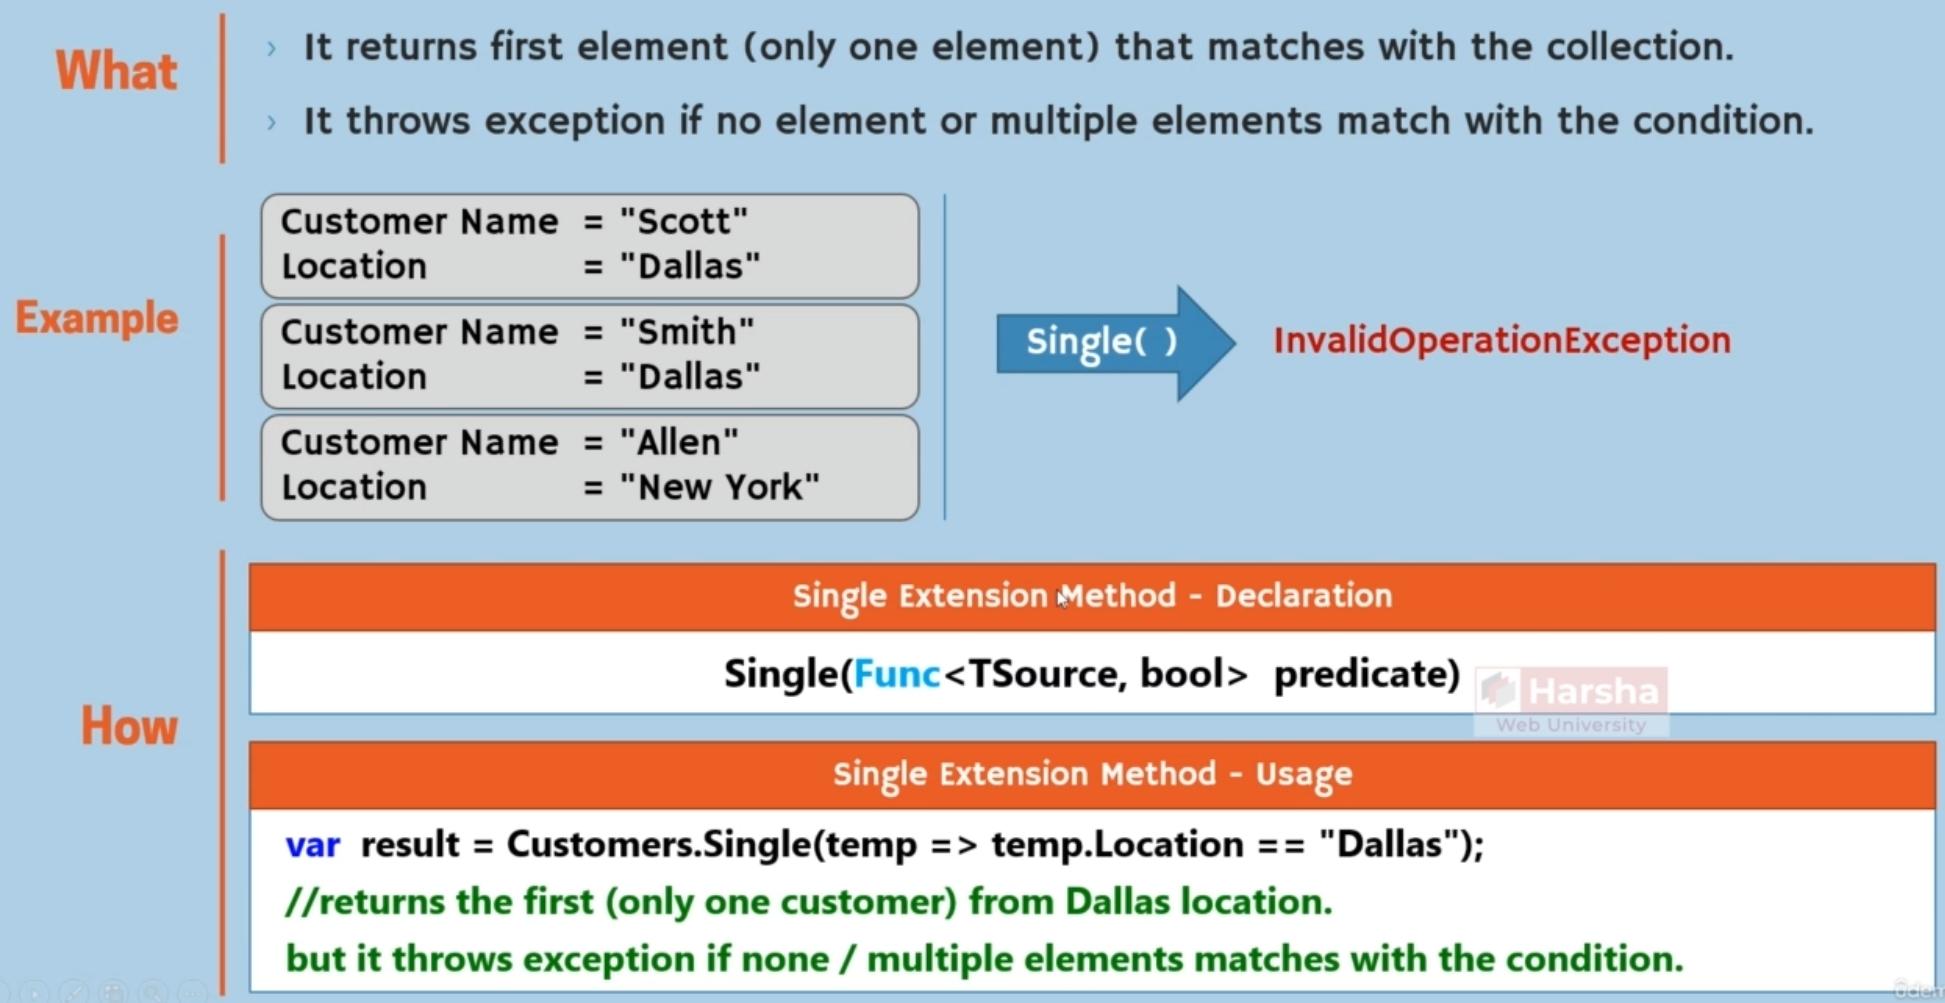 What
› It returns first element (only one element) that matches with the collection.
› It throws exception if no element or multiple elements match with the condition.
Example
Customer Name = "Scott"
Location = "Dallas"
Customer Name = "Smith"
Location = "Dallas"
Customer Name = "Allen"
Location = "New York"
Single( )
InvalidOperationException
How
Single Extension Method - Declaration
Single(Func<TSource, bool> predicate)
Harsha
Web University
Single Extension Method - Usage
var result = Customers.Single(temp => temp.Location == "Dallas");
//returns the first (only one customer) from Dallas location.
but it throws exception if none / multiple elements matches with the condition.